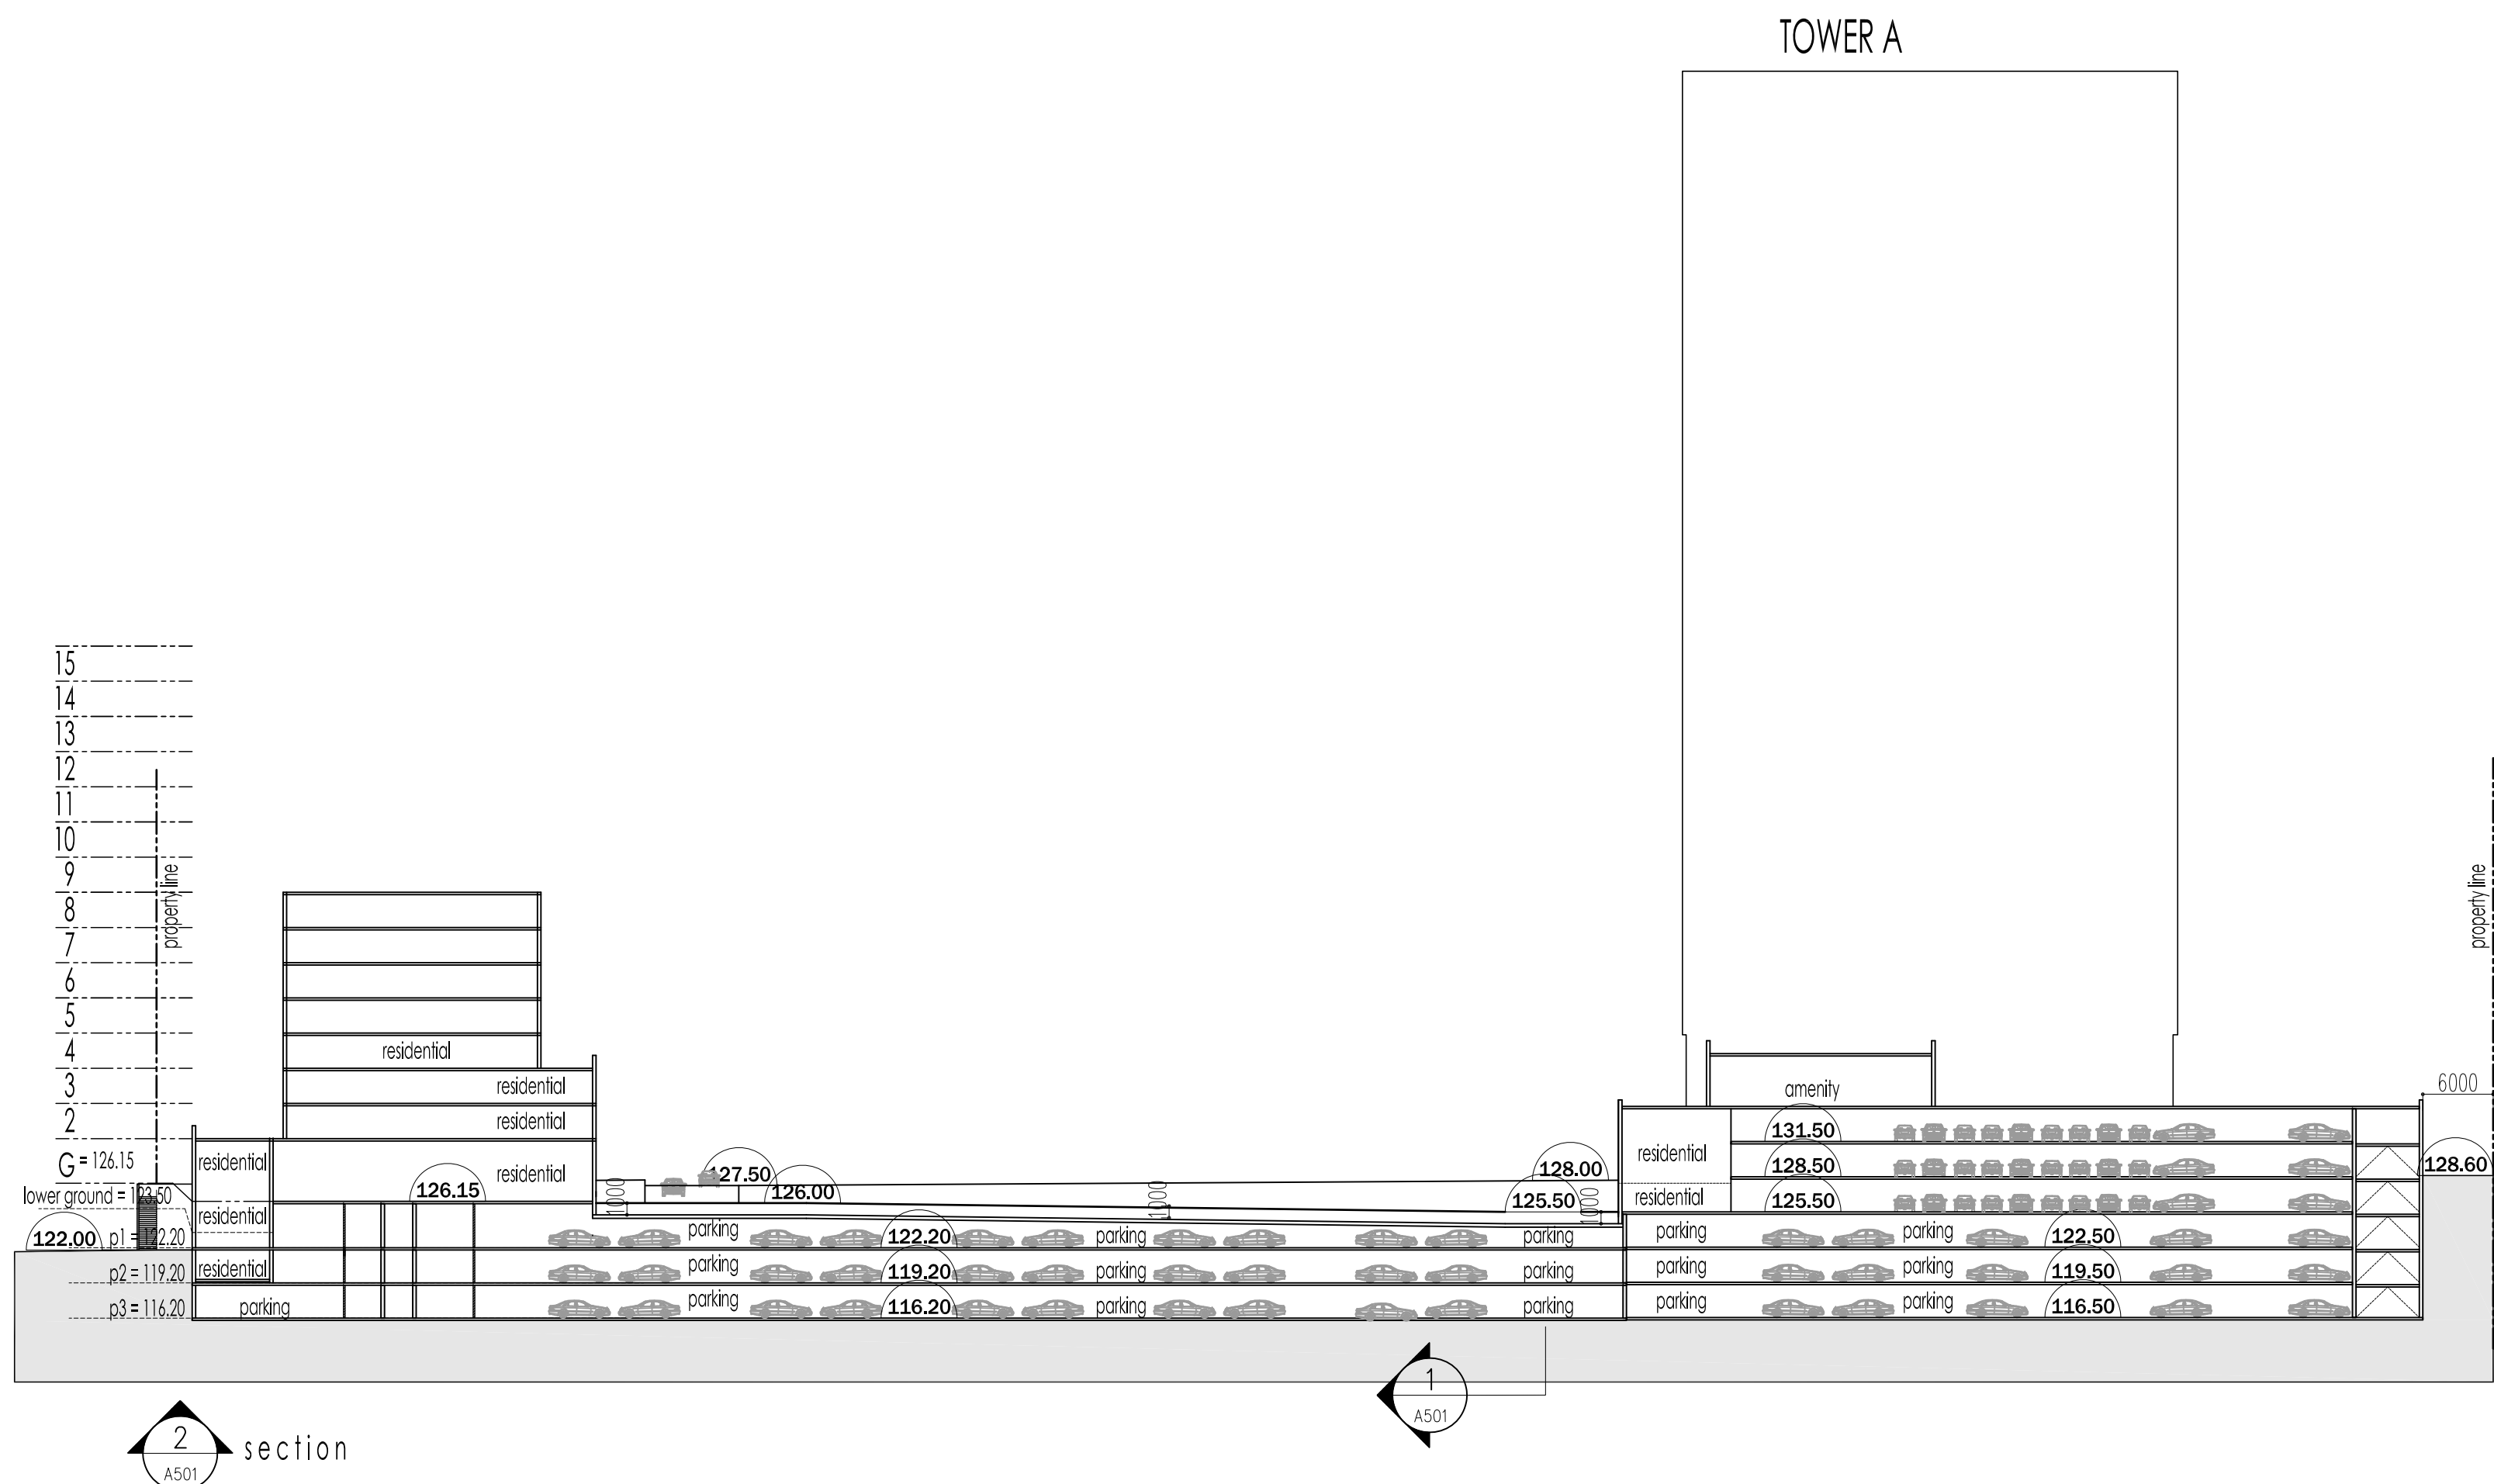 TOWER A
15
14
13
12
11
10
9
8
7
6
5
4
3
2
G = 126.15
lower ground = 123.50
p1 = 122.20
p2 = 119.20
p3 = 116.20
122.00
property line
residential
residential
residential
residential
residential
residential
residential
parking
126.15
1000
127.50
126.00
1000
128.00
125.50
1000
parking
122.20
parking
parking
parking
119.20
parking
parking
parking
116.20
parking
parking
amenity
residential
residential
131.50
128.50
125.50
parking
parking
122.50
parking
parking
119.50
parking
parking
116.50
6000
property line
128.60
1
A501
2
A501
section